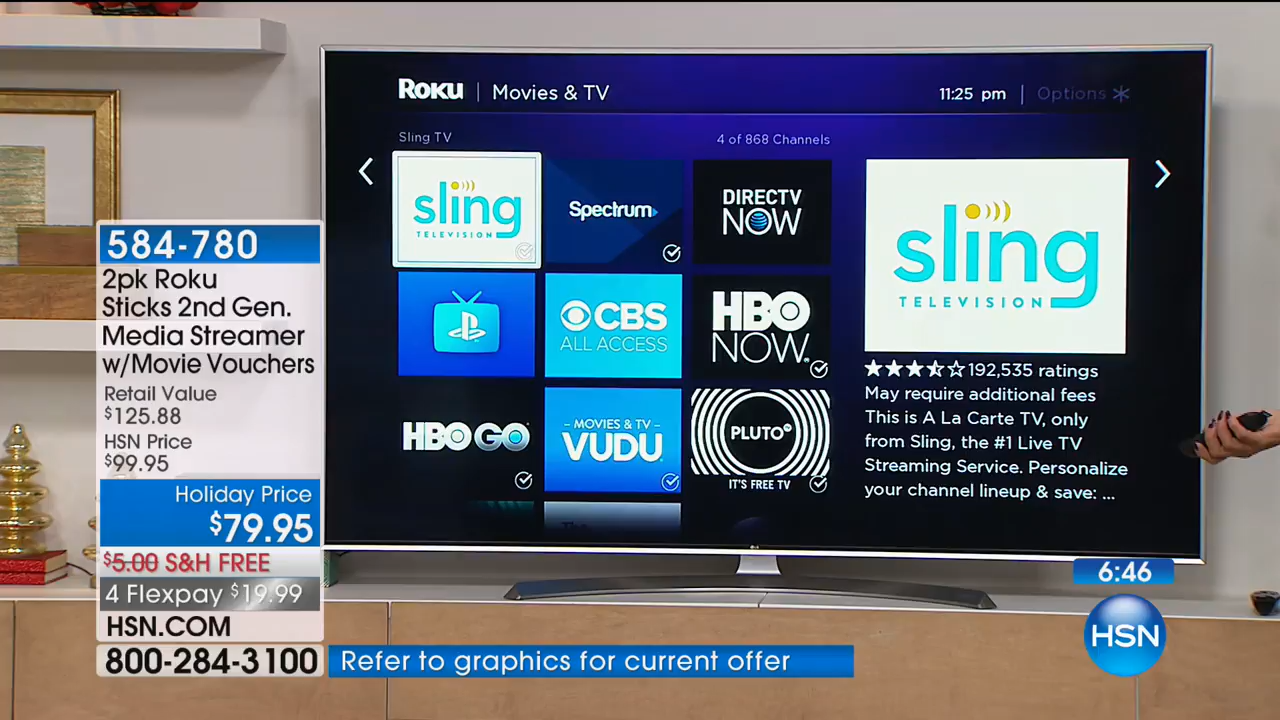 584-780
2pk Roku
Sticks 2nd Gen.
Media Streamer
w/Movie Vouchers
Retail Value
$125.88
HSN Price
$99.95
Holiday Price
$79.95
$5.00 S&H FREE
4 Flexpay $19.99
HSN.COM
800-284-3100
Refer to graphics for current offer
6:46
HSN
ROKU | Movies & TV
11:25 pm | Options
Sling TV
4 of 868 Channels
sling
TELEVISION
Spectrum
DIRECTV
NOW
CBS
ALL ACCESS
HBO
NOW
HBO GO
- MOVIES & TV -
VUDU
PLUTO TV
IT'S FREE TV
sling
TELEVISION
192,535 ratings
May require additional fees
This is A La Carte TV, only
from Sling, the #1 Live TV
Streaming Service. Personalize
your channel lineup & save: ...